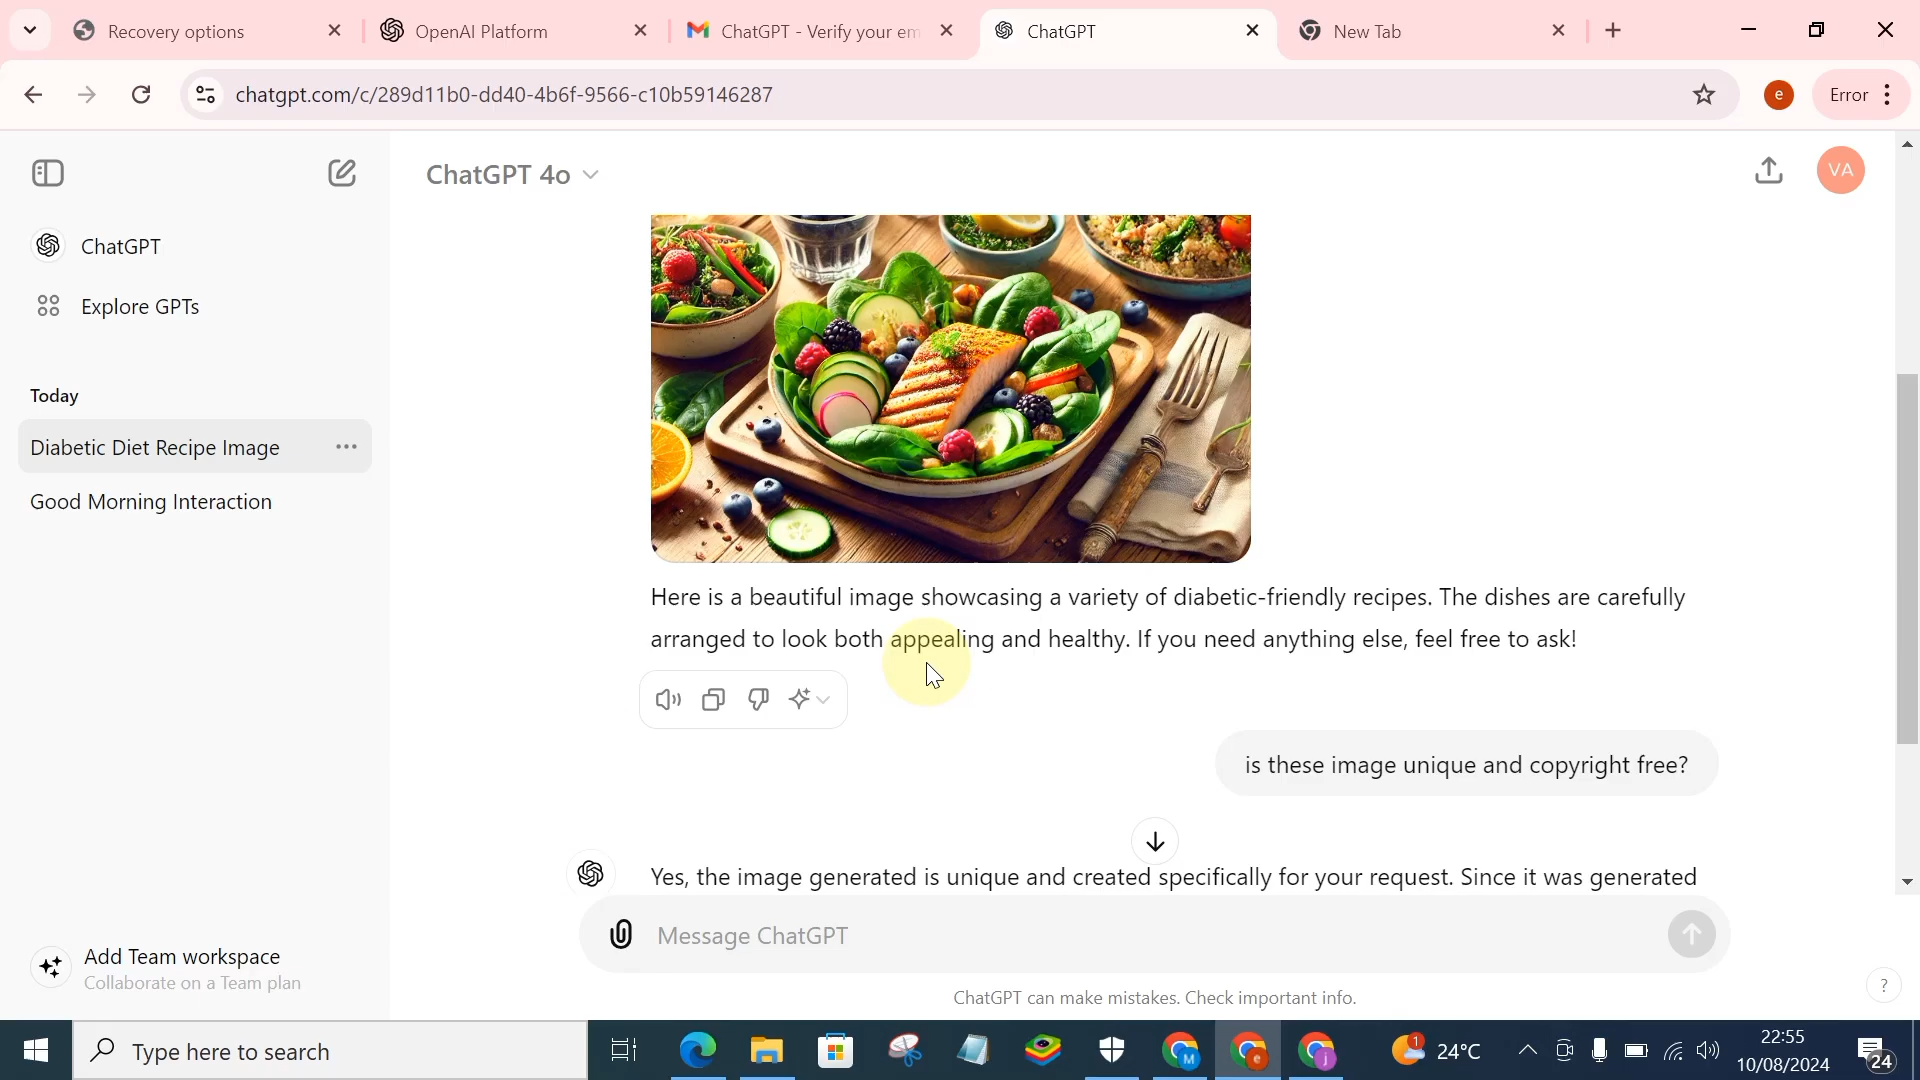 Recovery options
OpenAI Platform
ChatGPT - Verify your em
ChatGPT
New Tab
chatgpt.com/c/289d11b0-dd40-4b6f-9566-c10b59146287
e
Error
ChatGPT 4o
VA
ChatGPT
Explore GPTs
Today
Diabetic Diet Recipe Image
Good Morning Interaction
Here is a beautiful image showcasing a variety of diabetic-friendly recipes. The dishes are carefully
arranged to look both appealing and healthy. If you need anything else, feel free to ask!
is these image unique and copyright free?
Yes, the image generated is unique and created specifically for your request. Since it was generated
Message ChatGPT
Add Team workspace
Collaborate on a Team plan
ChatGPT can make mistakes. Check important info.
?
Type here to search
M
e
j
1
24°C
22:55
10/08/2024
24